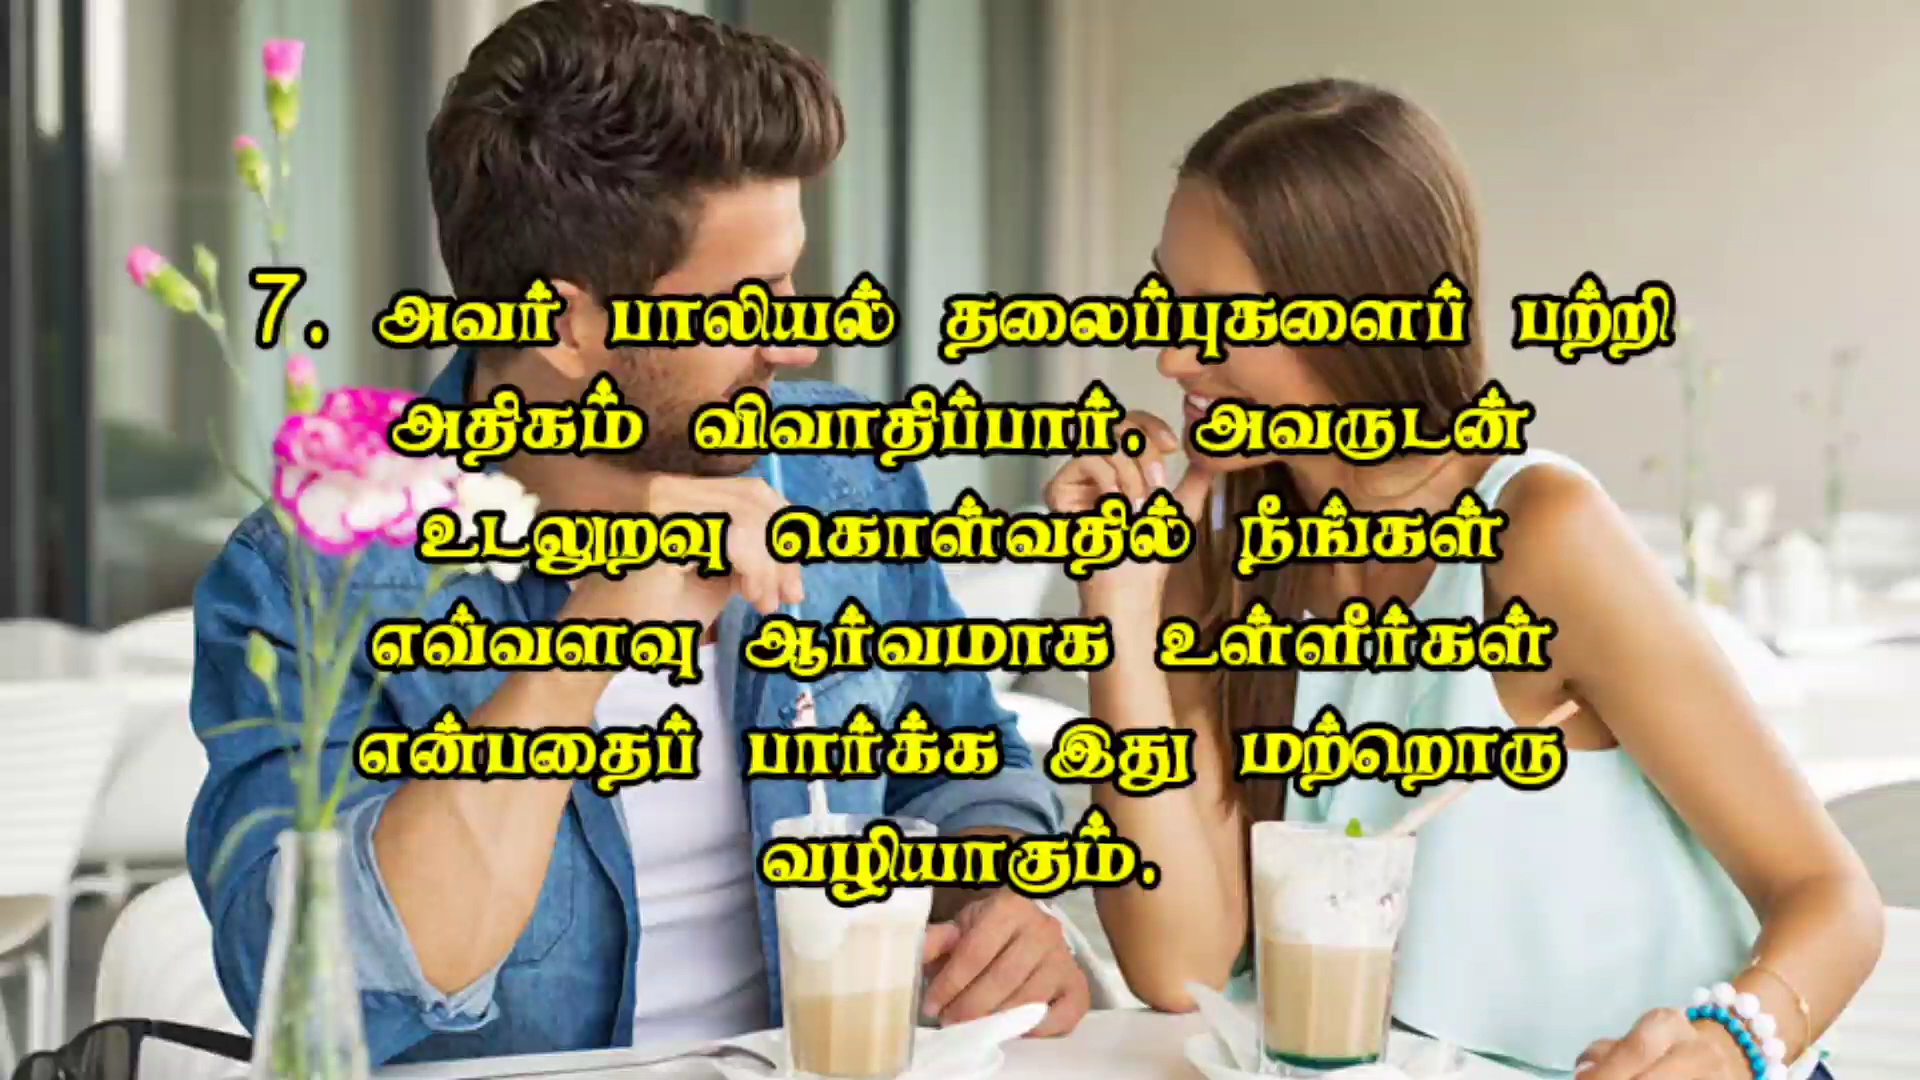 7. அவர் பாலியல் தலைப்புகளைப் பற்றி
அதிகம் விவாதிப்பார். அவருடன்
உடலுறவு கொள்வதில் நீங்கள்
எவ்வளவு ஆர்வமாக உள்ளீர்கள்
என்பதைப் பார்க்க இது மற்றொரு
வழியாகும்.